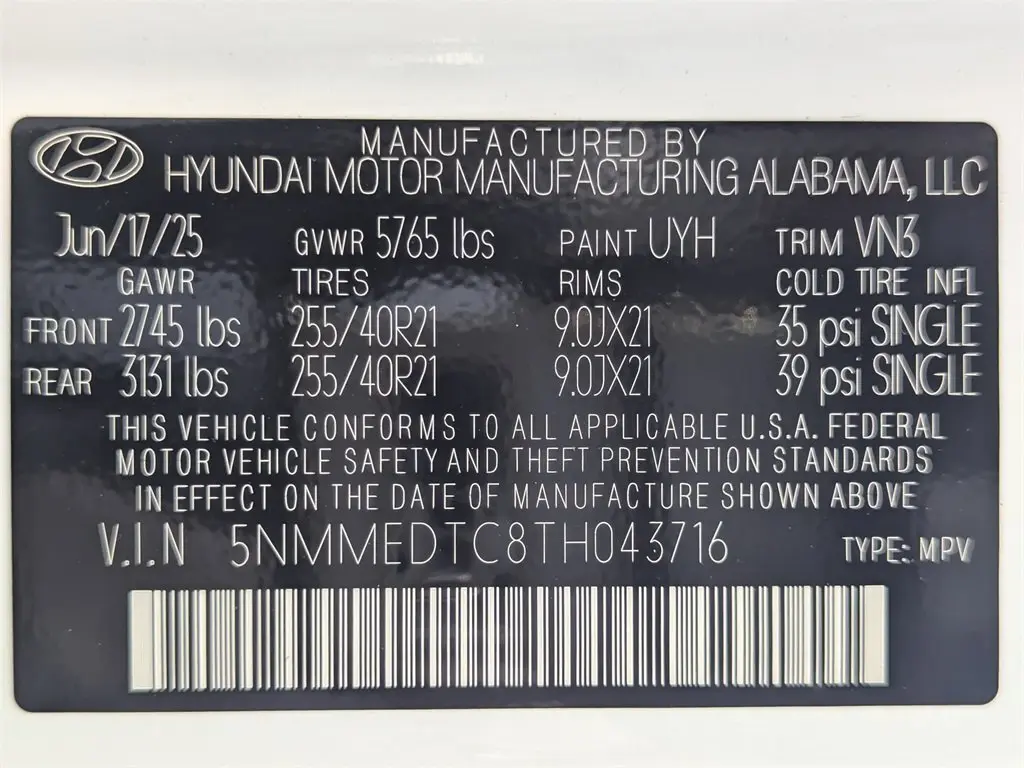 MANUFACTURED BY
HYUNDAI MOTOR MANUFACTURING ALABAMA, LLC
Jun/17/25 GVWR 5765 lbs PAINT UYH TRIM VN3
GAWR TIRES RIMS COLD TIRE INFL
FRONT 2745 lbs 255/40R21 9.0JX21 35 psi SINGLE
REAR 3131 lbs 255/40R21 9.0JX21 39 psi SINGLE
THIS VEHICLE CONFORMS TO ALL APPLICABLE U.S.A. FEDERAL
MOTOR VEHICLE SAFETY AND THEFT PREVENTION STANDARDS
IN EFFECT ON THE DATE OF MANUFACTURE SHOWN ABOVE
V.I.N 5NMMEDTC8TH043716 TYPE: MPV